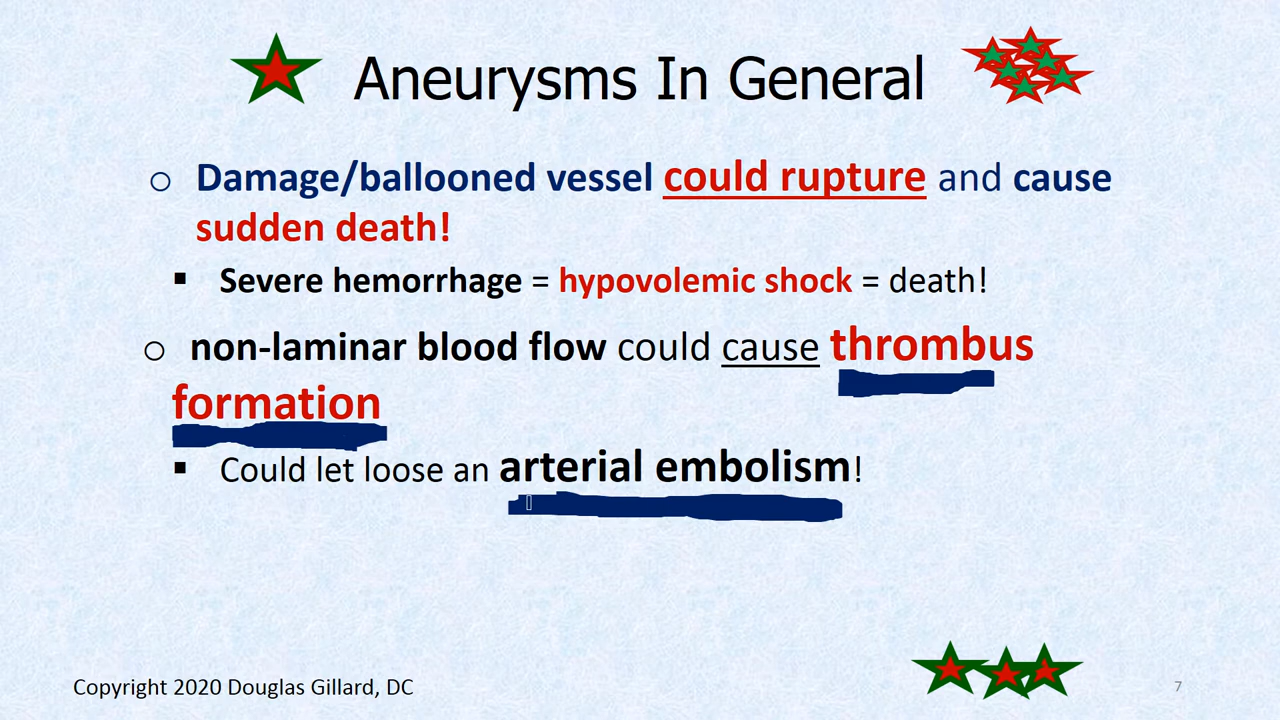 Aneurysms In General
○ Damage/ballooned vessel could rupture and cause
sudden death!
▪ Severe hemorrhage = hypovolemic shock = death!
○ non-laminar blood flow could cause thrombus
formation
▪ Could let loose an arterial embolism!
Copyright 2020 Douglas Gillard, DC
7